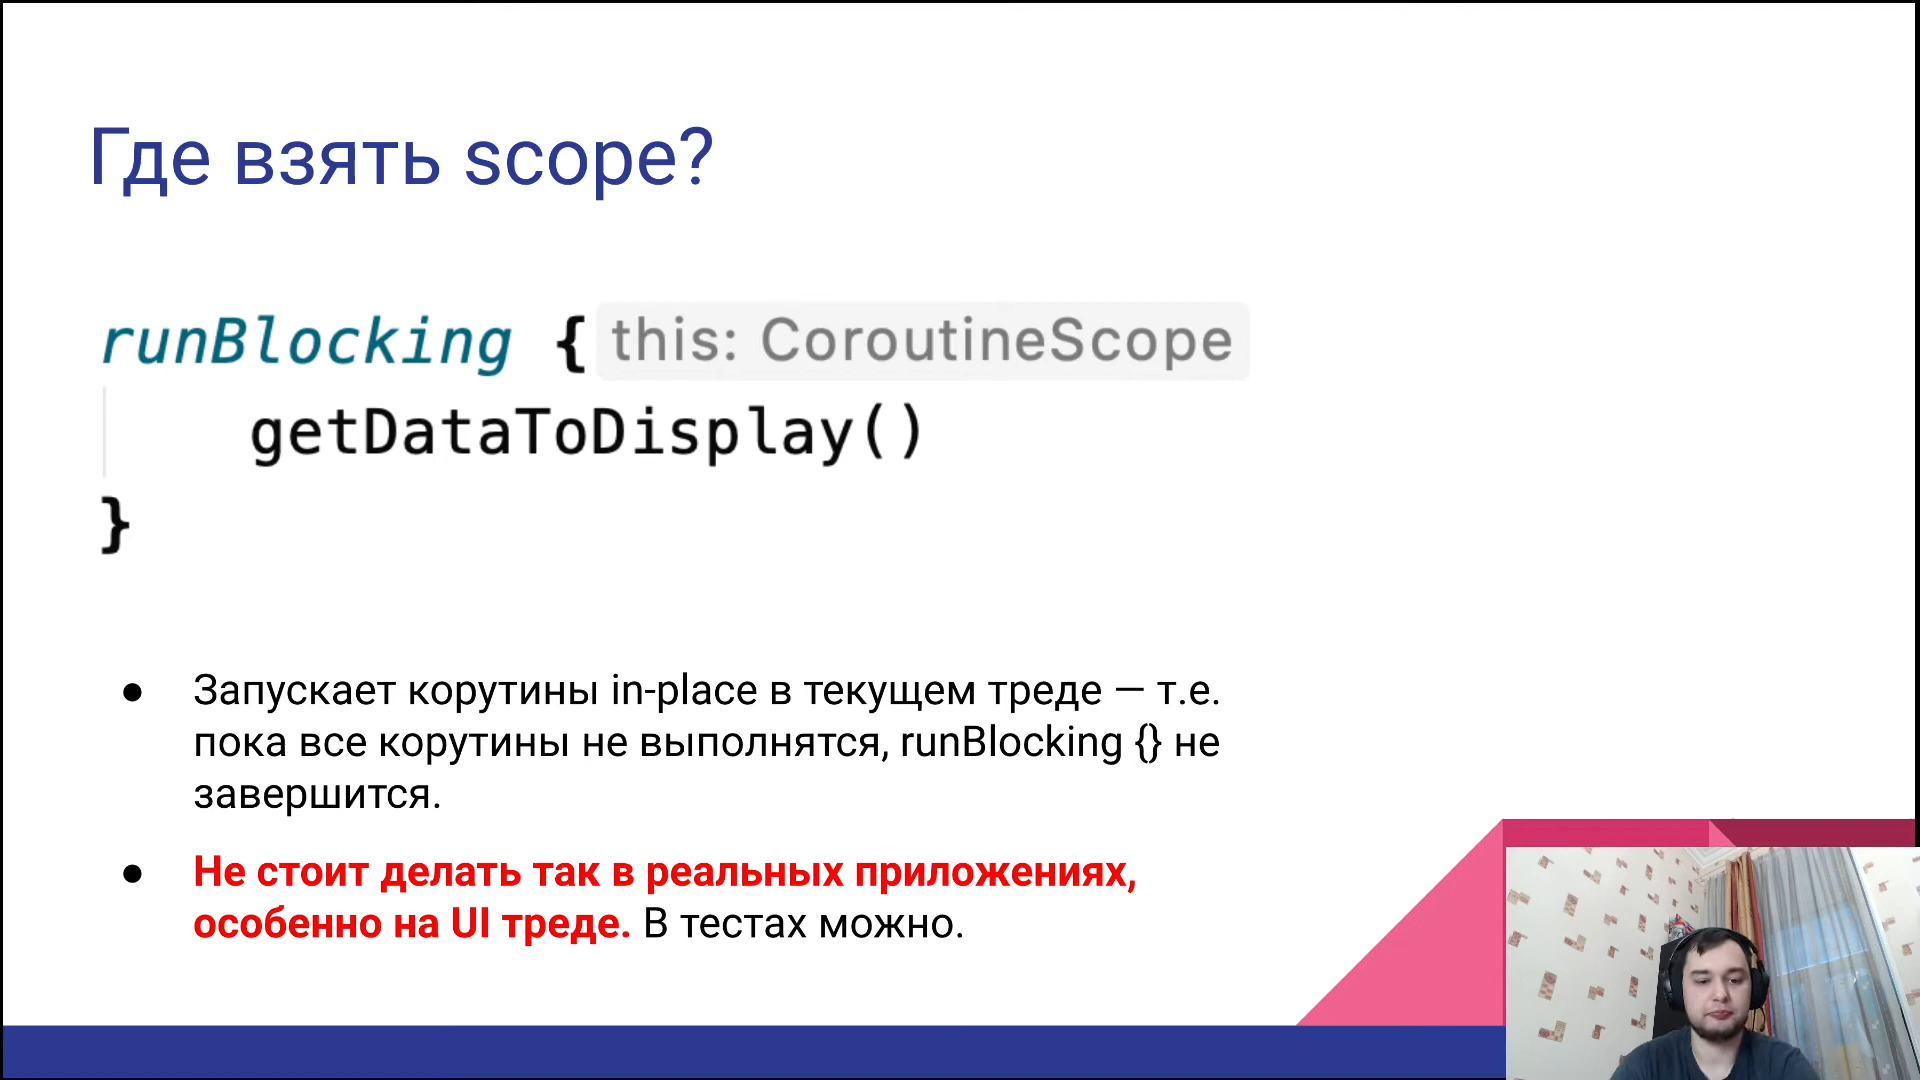 Где взять scope?
runBlocking { this: CoroutineScope
getDataToDisplay()
}
● Запускает корутины in-place в текущем треде — т.е.
пока все корутины не выполнятся, runBlocking {} не
завершится.
● Не стоит делать так в реальных приложениях,
особенно на UI треде. В тестах можно.